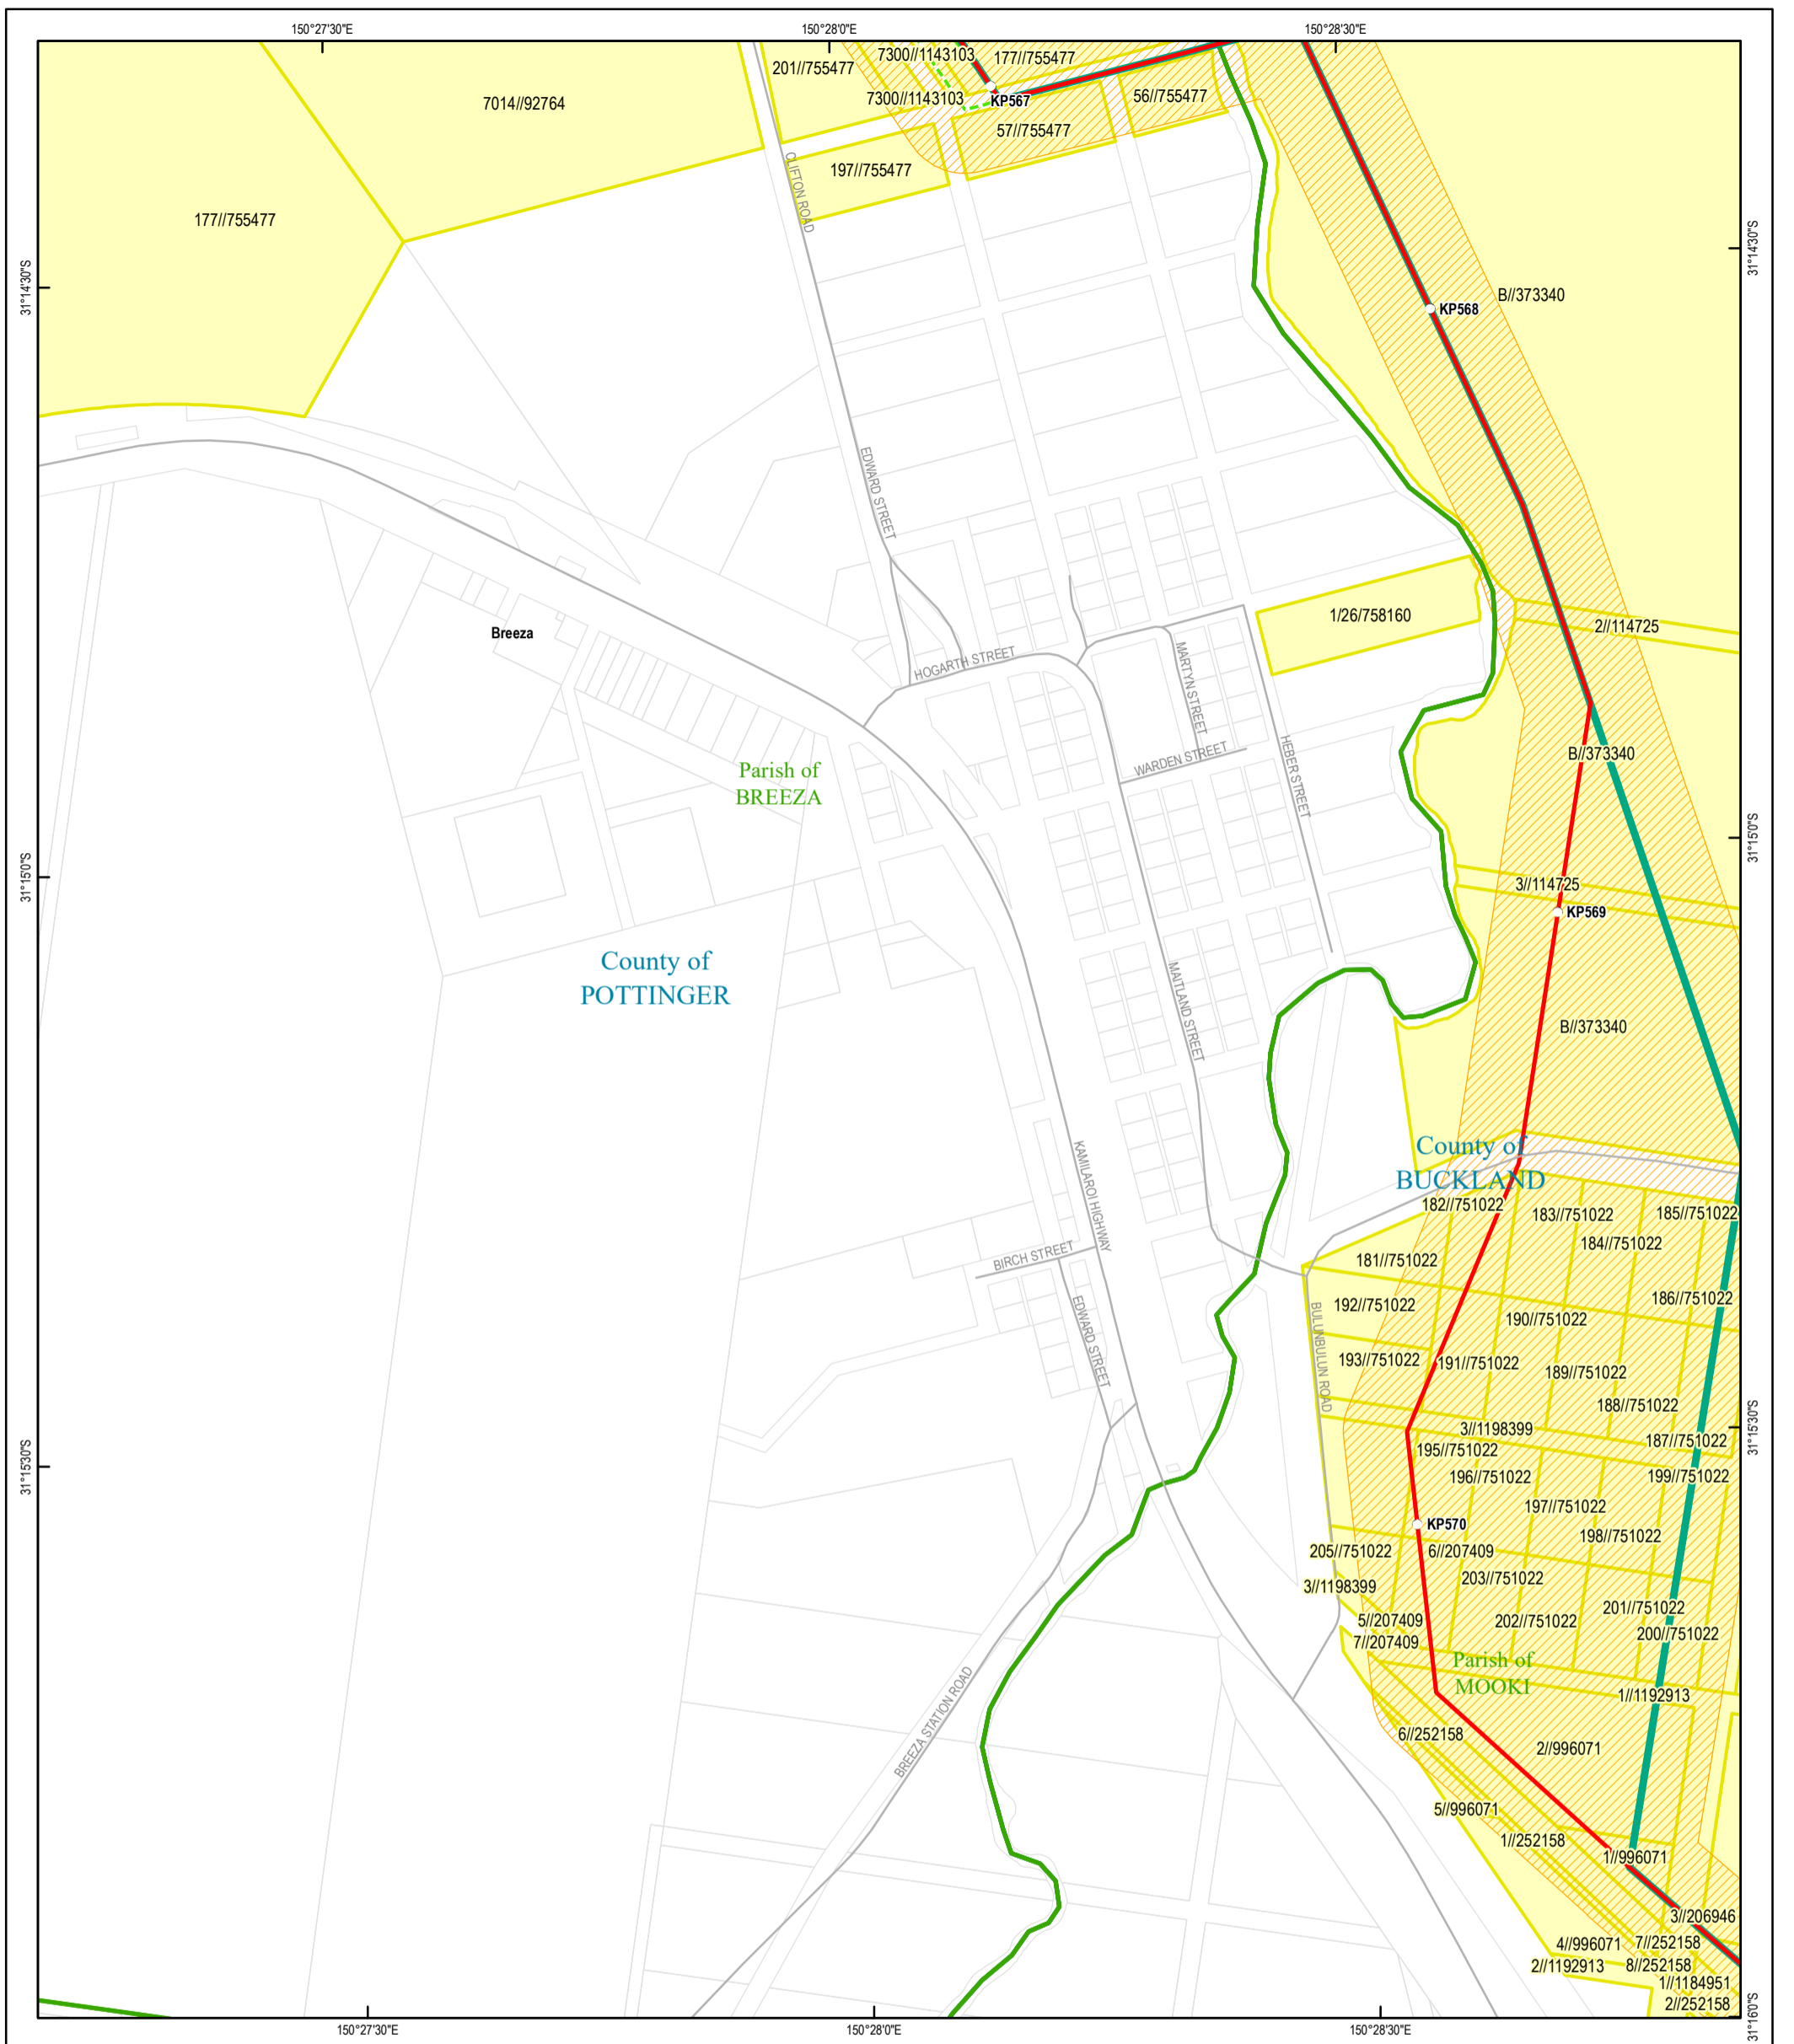 150°27'30"E
150°28'0"E
150°28'30"E
7300//1143103
177//755477
201//755477
7014//92764
7300//1143103
KP567
56//755477
57//755477
197//755477
CLIFTON ROAD
177//755477
31°14'30"S
31°14'30"S
B//373340
KP568
EDWARD STREET
1/26/758160
2//114725
Breeza
HOGARTH STREET
MARTYN STREET
WARDEN STREET
HEBER STREET
B//373340
Parish of
BREEZA
31°15'0"S
31°15'0"S
3//114725
KP569
County of
POTTINGER
MAITLAND STREET
B//373340
County of
BUCKLAND
KAMILAROI HIGHWAY
182//751022
183//751022
185//751022
184//751022
181//751022
BIRCH STREET
186//751022
192//751022
190//751022
EDWARD STREET
BULUNBULUN ROAD
193//751022
191//751022
189//751022
188//751022
3//1198399
187//751022
31°15'30"S
31°15'30"S
195//751022
196//751022
199//751022
197//751022
KP570
198//751022
205//751022
6//207409
203//751022
3//1198399
201//751022
5//207409
202//751022
200//751022
7//207409
Parish of
MOOKI
1//1192913
BREEZA STATION ROAD
6//252158
2//996071
5//996071
1//252158
1//996071
3//206946
4//996071
7//252158
2//1192913
8//252158
1//1184951
2//252158
31°16'0"S
150°27'30"E
150°28'0"E
150°28'30"E